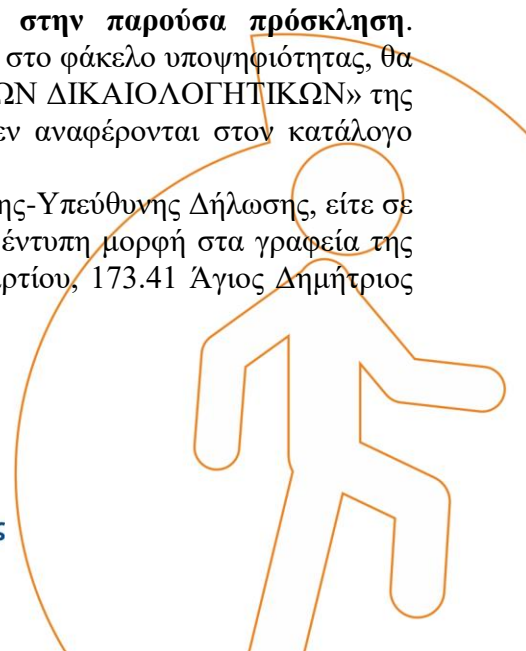 στην παρούσα πρόσκληση.
στο φάκελο υποψηφιότητας, θα
ΩΝ ΔΙΚΑΙΟΛΟΓΗΤΙΚΩΝ» της
εν αναφέρονται στον κατάλογο
ης-Υπεύθυνης Δήλωσης, είτε σε
έντυπη μορφή στα γραφεία της
ρτίου, 173.41 Άγιος Δημήτριος
ς